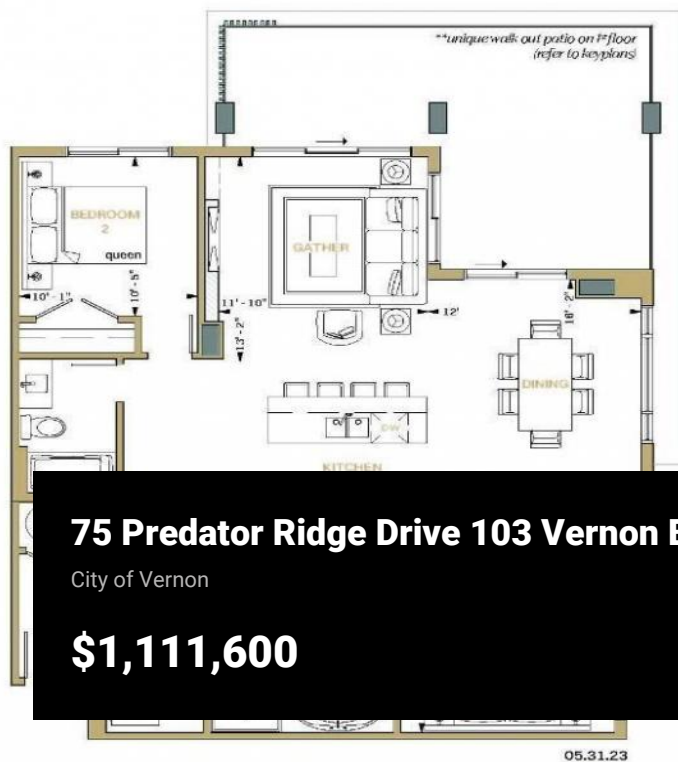 **unique walk out patio on 1st floor
(refer to keyplans)
BEDROOM
2
queen
GATHER
10' - 1"
10' - 5"
11' - 10"
13' - 2"
12'
16' - 2"
DINING
DW
KITCHEN
75 Predator Ridge Drive 103 Vernon
City of Vernon
$1,111,600
05.31.23